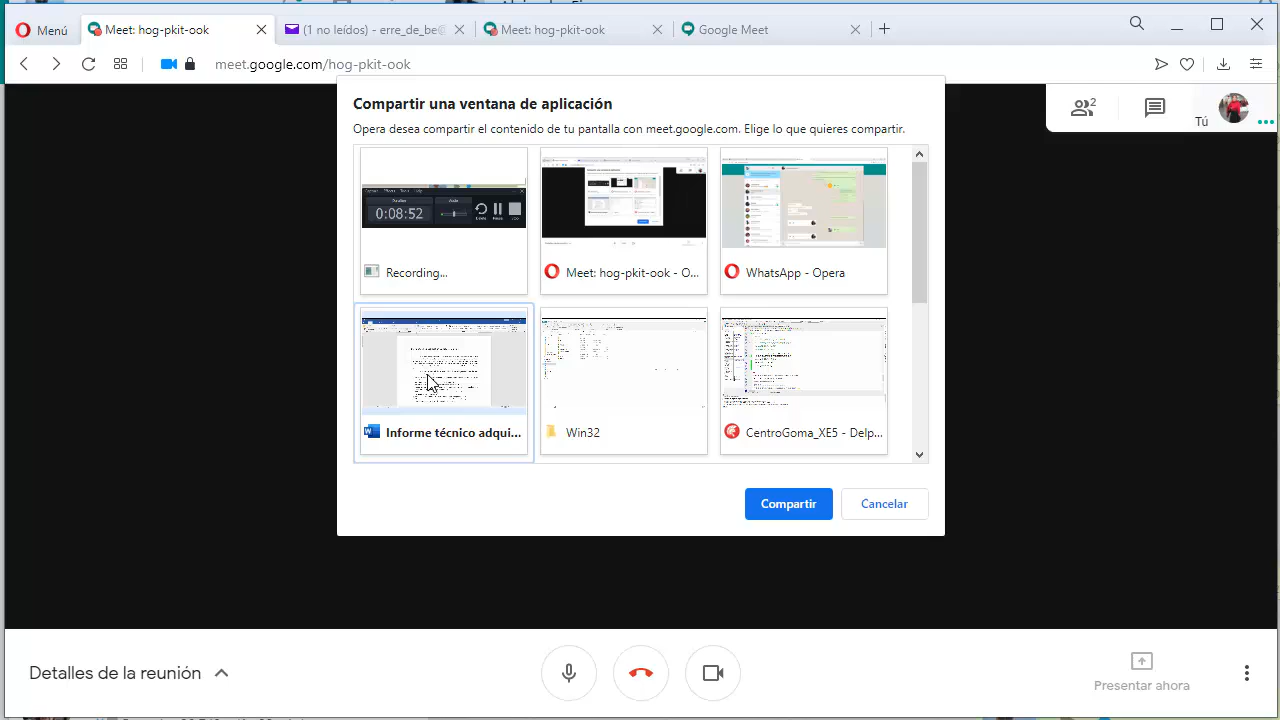 Menú
Meet: hog-pkit-ook
(1 no leídos) - erre_de_be
Meet: hog-pkit-ook
Google Meet
meet.google.com/hog-pkit-ook
2
Tú
Compartir una ventana de aplicación
Opera desea compartir el contenido de tu pantalla con meet.google.com. Elige lo que quieres compartir.
0:08:52
Recording...
Meet: hog-pkit-ook - O...
WhatsApp - Opera
Informe técnico adqui...
Win32
CentroGoma_XE5 - Delp...
Compartir
Cancelar
Detalles de la reunión
Presentar ahora